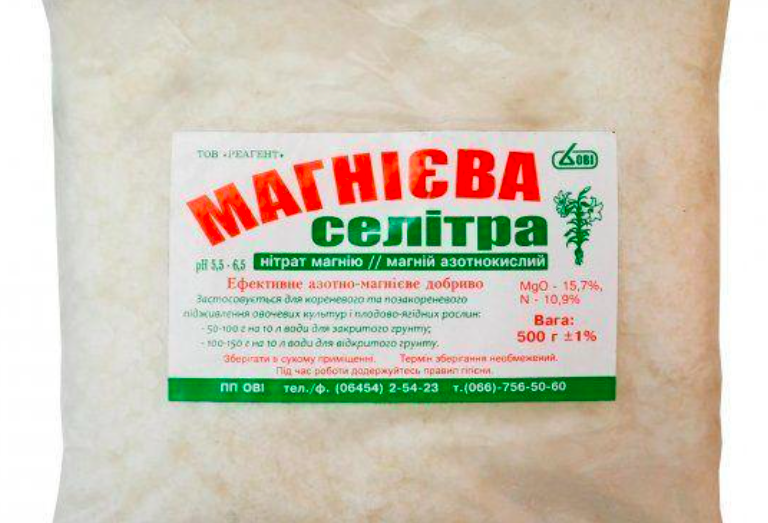 ТОВ «РЕАГЕНТ»
ОВІ
МАГНІЄВА
селітра
pH 5,5 - 6,5
нітрат магнію // магній азотнокислий
Ефективне азотно-магнієве добриво
Застосовується для кореневого та позакореневого
підживлення овочевих культур і плодово-ягідних рослин:
- 50-100 г на 10 л води для закритого грунту;
- 100-150 г на 10 л води для відкритого грунту.
MgO - 15,7%,
N - 10,9%
Вага:
500 г ±1%
Зберігати в сухому приміщенні. Термін зберігання необмежений.
Під час роботи додержуйтесь правил гігієни.
ПП ОВІ тел./ф. (06454) 2-54-23 т.(066)-756-50-60